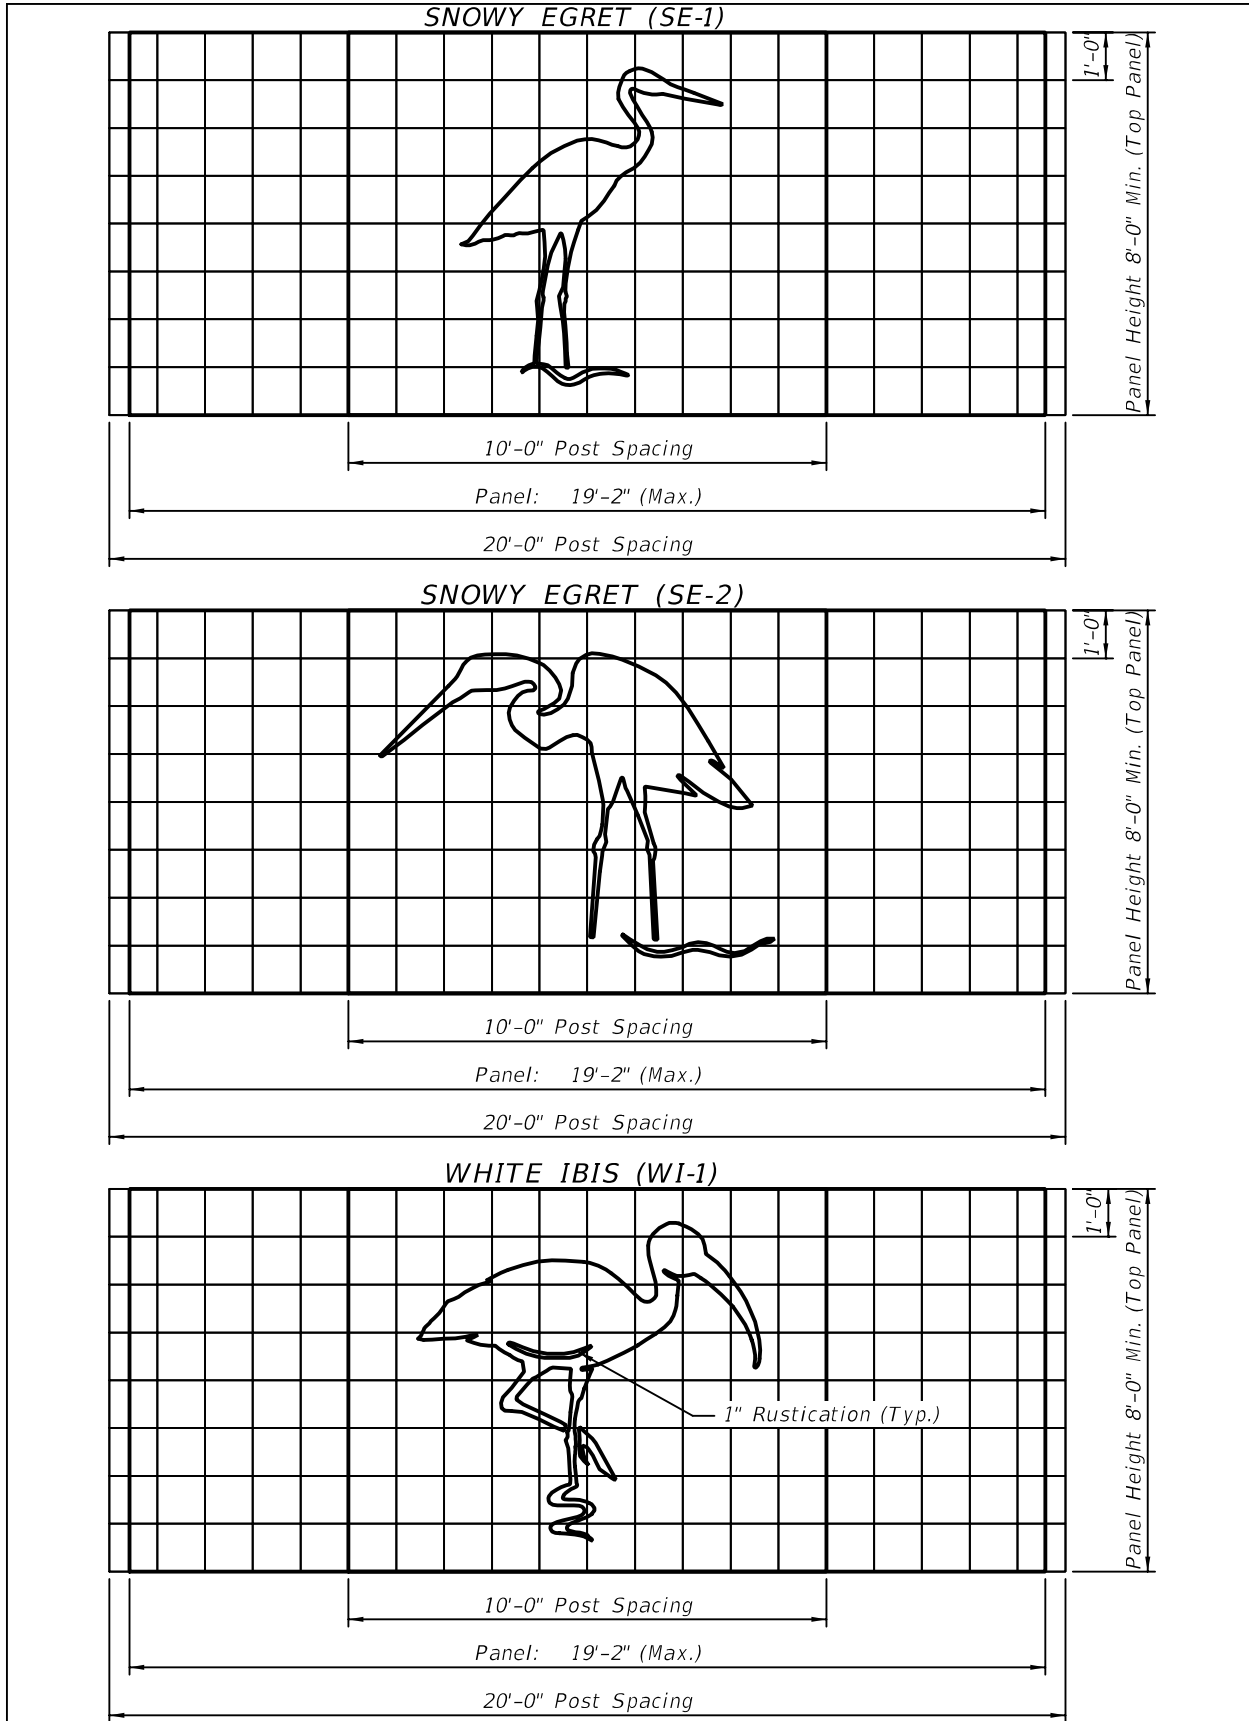 SNOWY EGRET (SE-1)
1'-0"
Panel Height 8'-0" Min. (Top Panel)
10'-0" Post Spacing
Panel: 19'-2" (Max.)
20'-0" Post Spacing
SNOWY EGRET (SE-2)
1'-0"
Panel Height 8'-0" Min. (Top Panel)
10'-0" Post Spacing
Panel: 19'-2" (Max.)
20'-0" Post Spacing
WHITE IBIS (WI-1)
1'-0"
Panel Height 8'-0" Min. (Top Panel)
1" Rustication (Typ.)
10'-0" Post Spacing
Panel: 19'-2" (Max.)
20'-0" Post Spacing